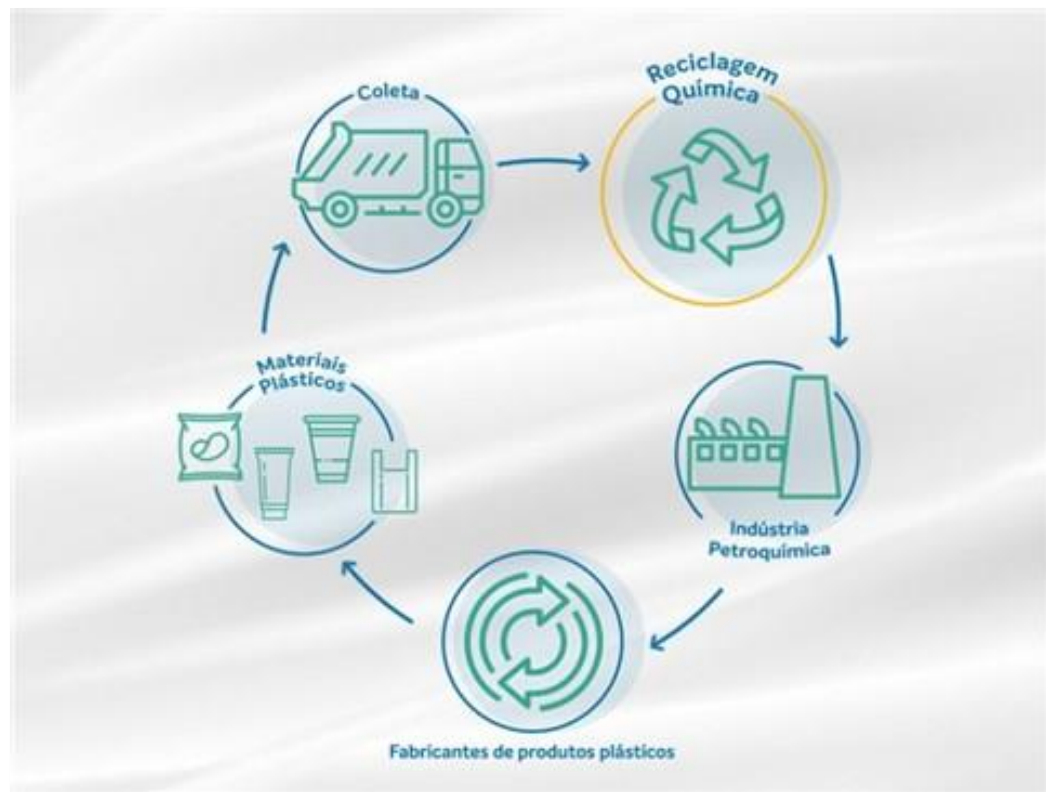 Coleta
Reciclagem
Química
Materiais
Plásticos
Indústria
Petroquímica
Fabricantes de produtos plásticos